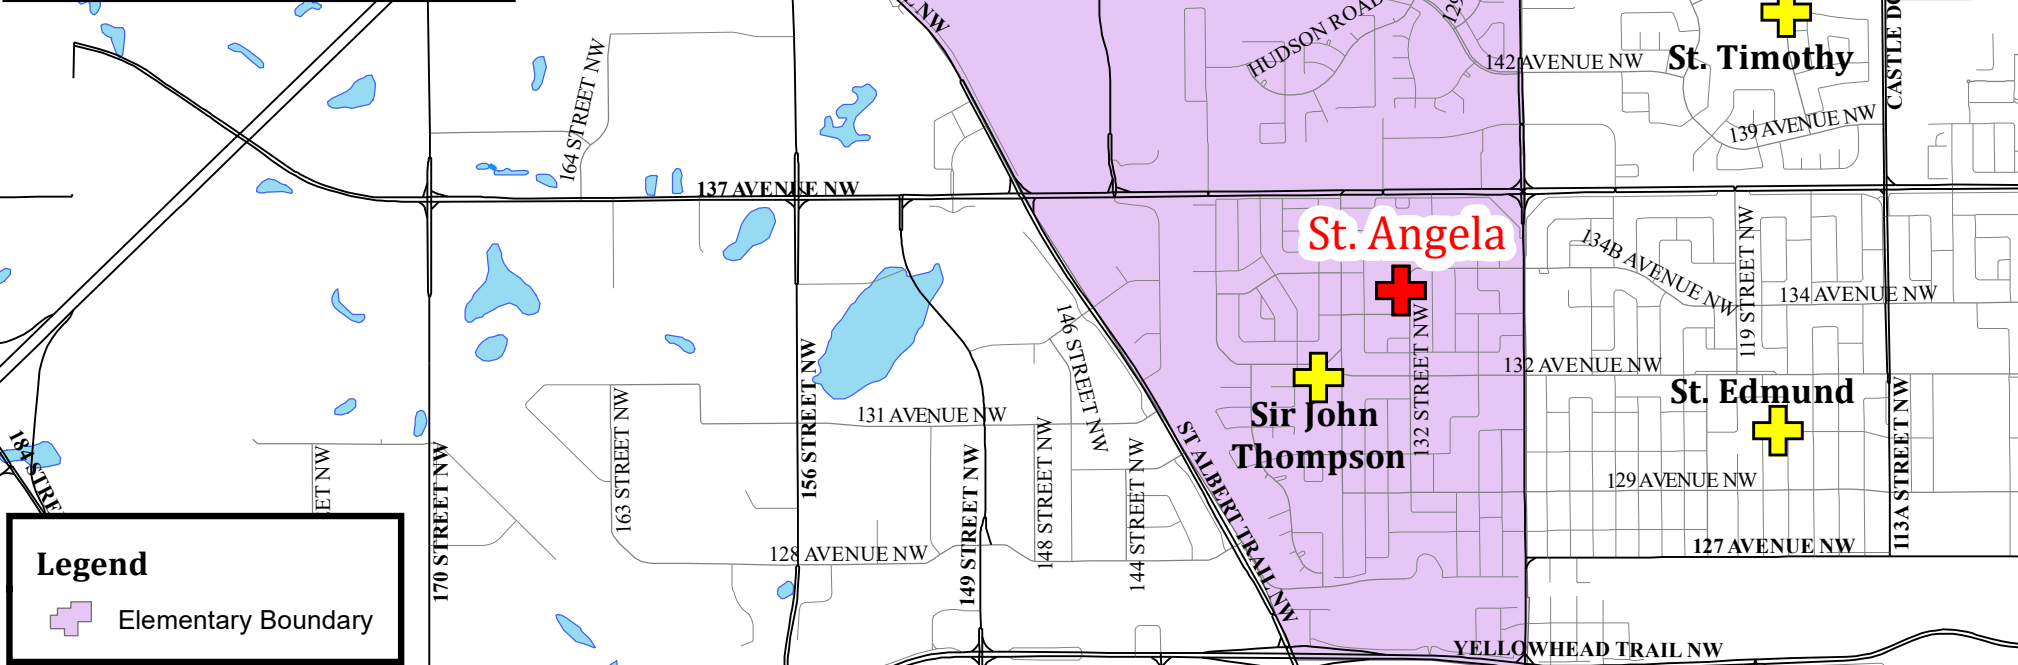 HUDSON ROAD
142 AVENUE NW
St. Timothy
139 AVENUE NW
164 STREET NW
137 AVENUE NW
St. Angela
134B AVENUE NW
119 STREET NW
134 AVENUE NW
146 STREET NW
132 STREET NW
132 AVENUE NW
156 STREET NW
131 AVENUE NW
Sir John
Thompson
St. Edmund
ST ALBERT TRAIL NW
163 STREET NW
170 STREET NW
149 STREET NW
148 STREET NW
144 STREET NW
129 AVENUE NW
113A STREET NW
128 AVENUE NW
127 AVENUE NW
YELLOWHEAD TRAIL NW
Legend
Elementary Boundary